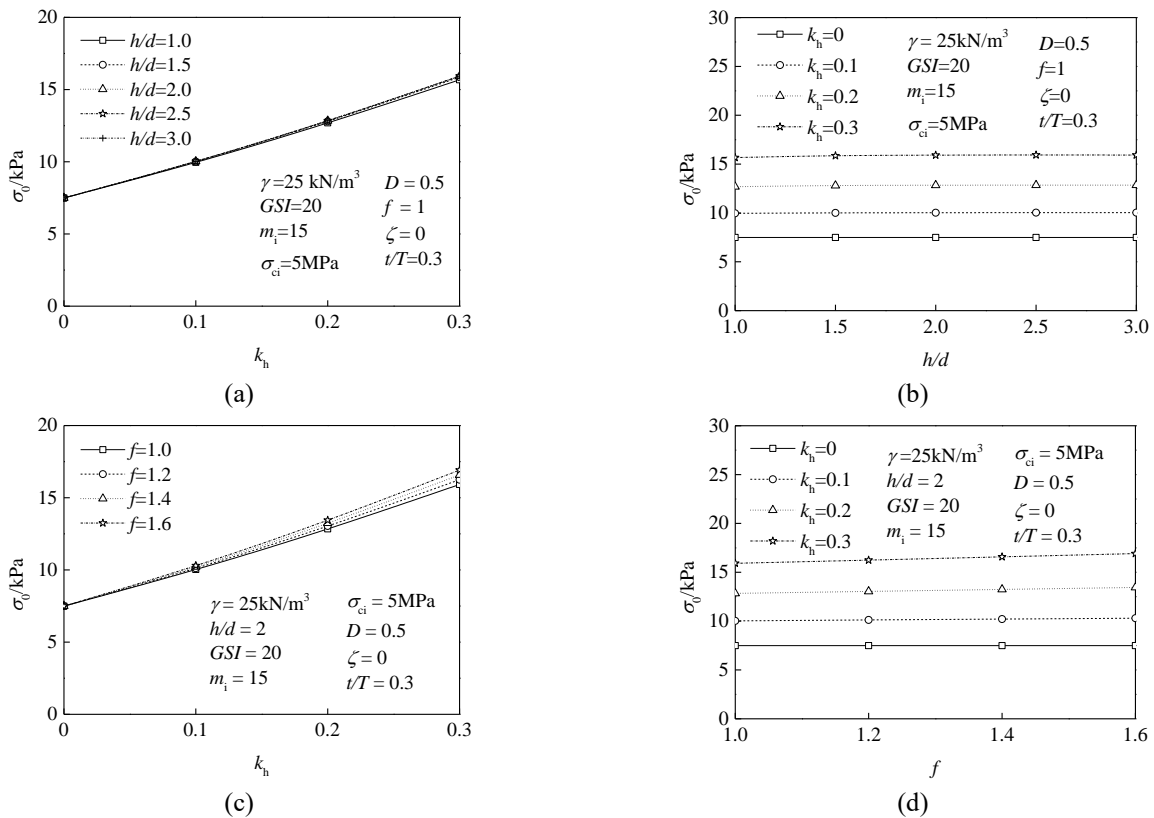 20
15
10
5
0
σ₀/kPa
h/d=1.0
h/d=1.5
h/d=2.0
h/d=2.5
h/d=3.0
γ=25 kN/m³ D = 0.5
GSI=20 f = 1
mᵢ=15 ζ= 0
σci=5MPa t/T=0.3
0 0.1 0.2 0.3
kh
(a)
30
25
20
15
10
5
0
σ₀/kPa
kh=0
kh=0.1
kh=0.2
kh=0.3
γ = 25kN/m³ D=0.5
GSI=20 f=1
mᵢ=15 ζ=0
σci=5MPa t/T=0.3
1.0 1.5 2.0 2.5 3.0
h/d
(b)
20
15
10
5
0
σ₀/kPa
f=1.0
f=1.2
f=1.4
f=1.6
γ = 25kN/m³ σci = 5MPa
h/d = 2 D = 0.5
GSI = 20 ζ = 0
mᵢ = 15 t/T = 0.3
0 0.1 0.2 0.3
kh
(c)
30
25
20
15
10
5
0
σ₀/kPa
kh=0
kh=0.1
kh=0.2
kh=0.3
γ = 25kN/m³ σci = 5MPa
h/d = 2 D = 0.5
GSI = 20 ζ = 0
mᵢ = 15 t/T = 0.3
1.0 1.2 1.4 1.6
f
(d)